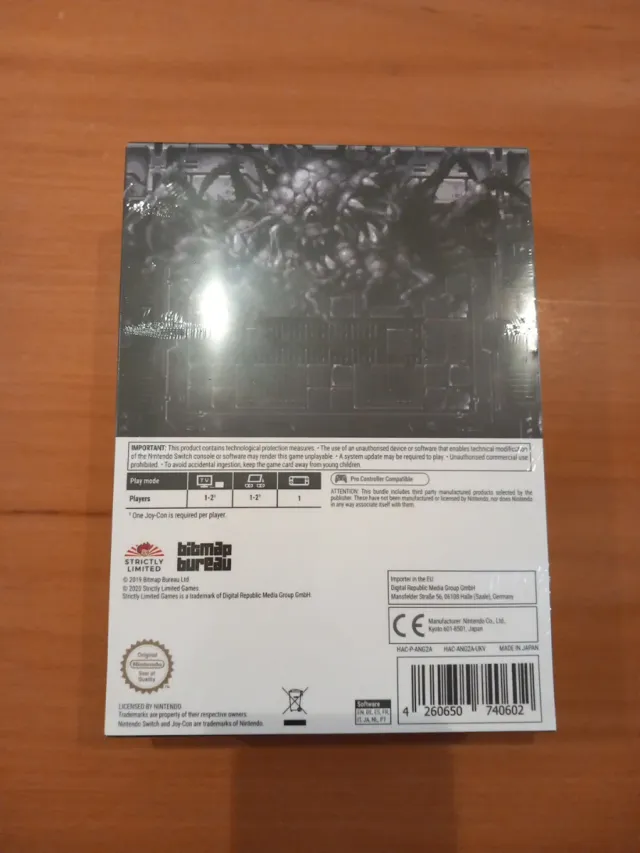 IMPORTANT: This product contains technological protection measures. • The use of an unauthorised device or software that enables technical modification
of the Nintendo Switch console or software may render this game unplayable. • A system update may be required to play. • Unauthorised commercial use
prohibited. • To avoid accidental ingestion, keep the game card away from young children.
Play mode TV
Players 1-2* 1-2* 1
* One Joy-Con is required per player.
Pro Controller Compatible
ATTENTION: This bundle includes third party manufactured products selected by the
publisher. These have not been manufactured or licensed by Nintendo, nor does Nintendo
in any way associate itself with them.
STRICTLY
LIMITED
bitmap
bureau
© 2019 Bitmap Bureau Ltd
© 2020 Strictly Limited Games.
Strictly Limited Games is a trademark of Digital Republic Media Group GmbH.
Importer in the EU
Digital Republic Media Group GmbH
Mansfelder Straße 56, 06108 Halle (Saale), Germany
CE
Manufacturer: Nintendo Co., Ltd.,
Kyoto 601-8501, Japan
HAC-P-ANG2A HAC-ANG2A-UKV MADE IN JAPAN
Original
Nintendo
Seal of
Quality
LICENSED BY NINTENDO
Trademarks are property of their respective owners.
Nintendo Switch and Joy-Con are trademarks of Nintendo.
Software
EN, DE, ES, FR,
IT, JA, NL, PT
4 260650 740602